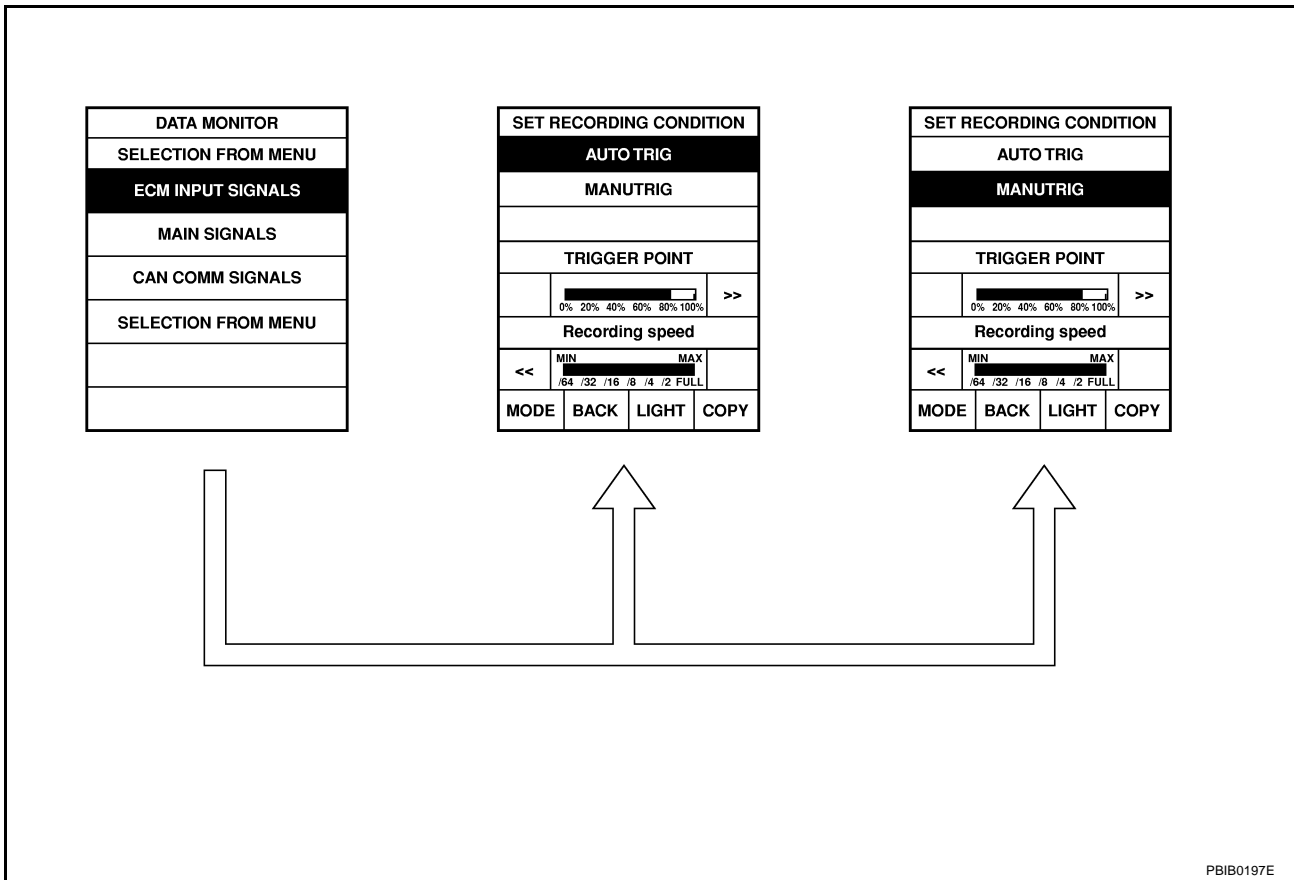 DATA MONITOR
SELECTION FROM MENU
ECM INPUT SIGNALS
MAIN SIGNALS
CAN COMM SIGNALS
SELECTION FROM MENU
SET RECORDING CONDITION
AUTO TRIG
MANUTRIG
TRIGGER POINT
>>
0% 20% 40% 60% 80% 100%
Recording speed
MIN MAX
<<
/64 /32 /16 /8 /4 /2 FULL
MODE BACK LIGHT COPY
SET RECORDING CONDITION
AUTO TRIG
MANUTRIG
TRIGGER POINT
>>
0% 20% 40% 60% 80% 100%
Recording speed
MIN MAX
<<
/64 /32 /16 /8 /4 /2 FULL
MODE BACK LIGHT COPY
PBIB0197E